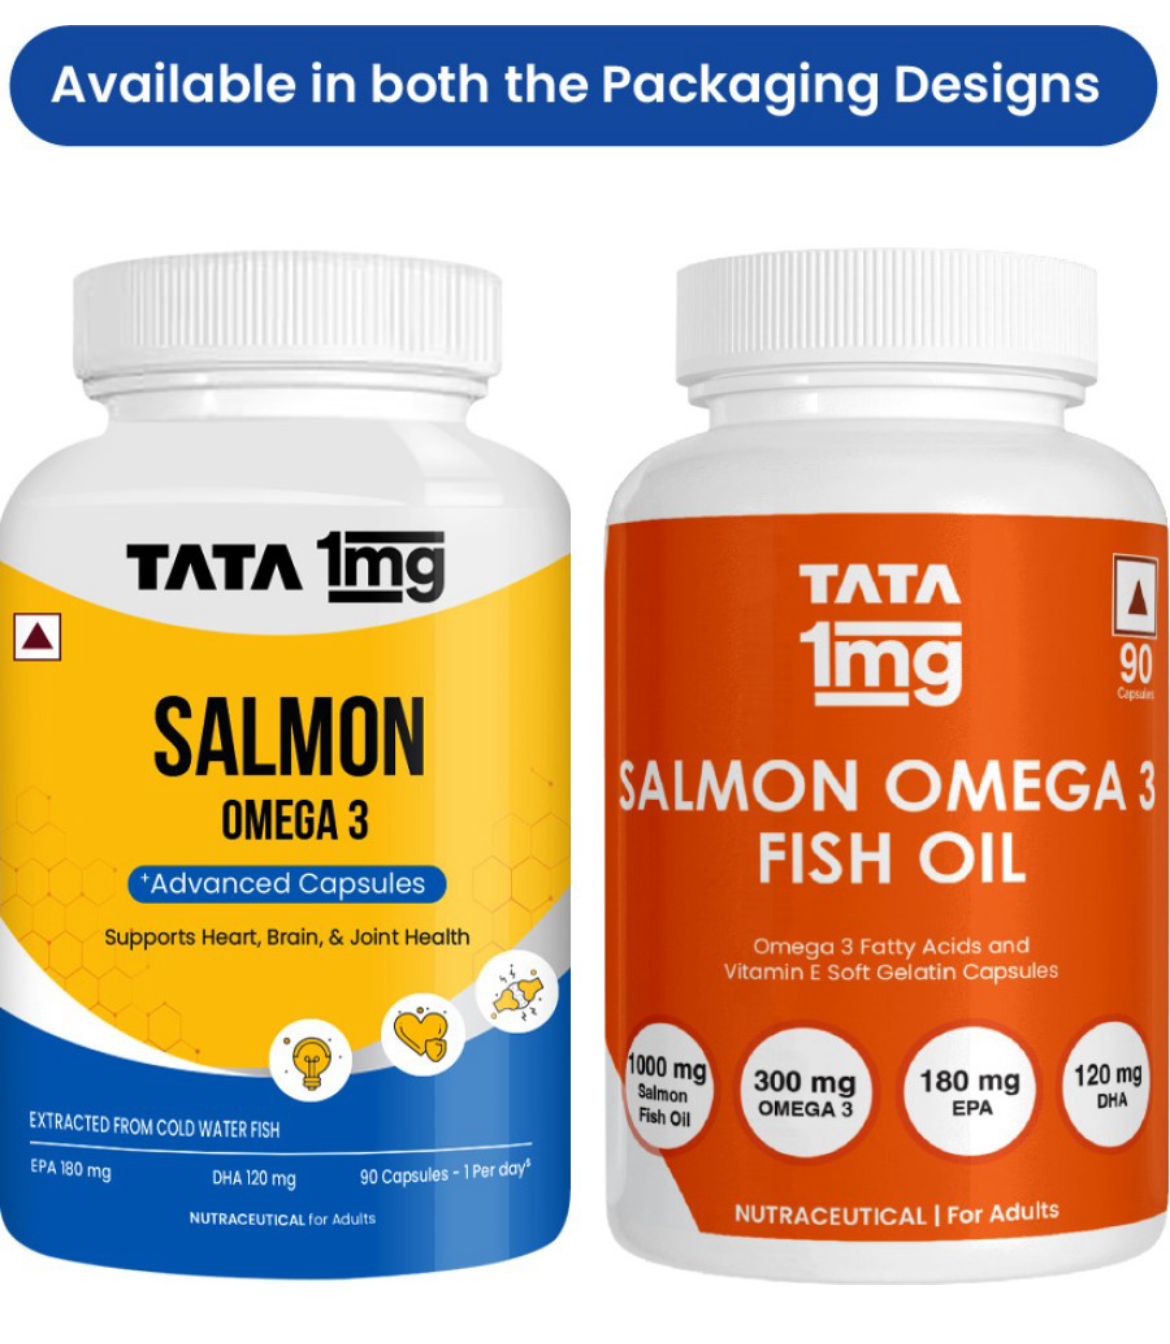 Available in both the Packaging Designs
TATA 1mg
SALMON
OMEGA 3
+Advanced Capsules
Supports Heart, Brain, & Joint Health
EXTRACTED FROM COLD WATER FISH
EPA 180 mg DHA 120 mg 90 Capsules - 1 Per day$
NUTRACEUTICAL for Adults
TATA
1mg
90
Capsules
SALMON OMEGA 3
FISH OIL
Omega 3 Fatty Acids and
Vitamin E Soft Gelatin Capsules
1000 mg
Salmon
Fish Oil
300 mg
OMEGA 3
180 mg
EPA
120 mg
DHA
NUTRACEUTICAL | For Adults